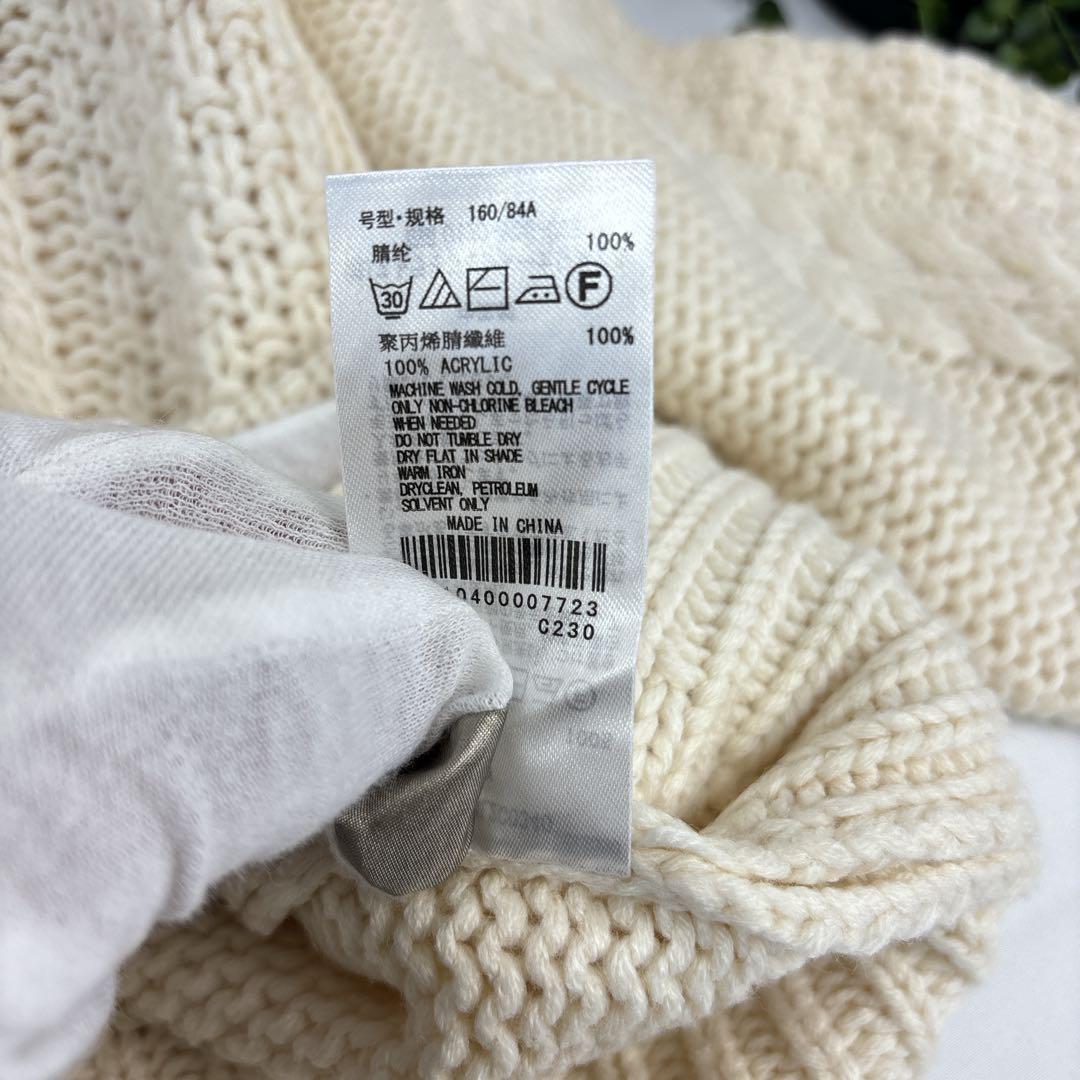 号型·规格 160/84A
腈纶 100%
30 F
聚丙烯腈纖維 100%
100% ACRYLIC
MACHINE WASH COLD, GENTLE CYCLE
ONLY NON-CHLORINE BLEACH
WHEN NEEDED
DO NOT TUMBLE DRY
DRY FLAT IN SHADE
WARM IRON
DRYCLEAN, PETROLEUM
SOLVENT ONLY
MADE IN CHINA
0400007723
C230